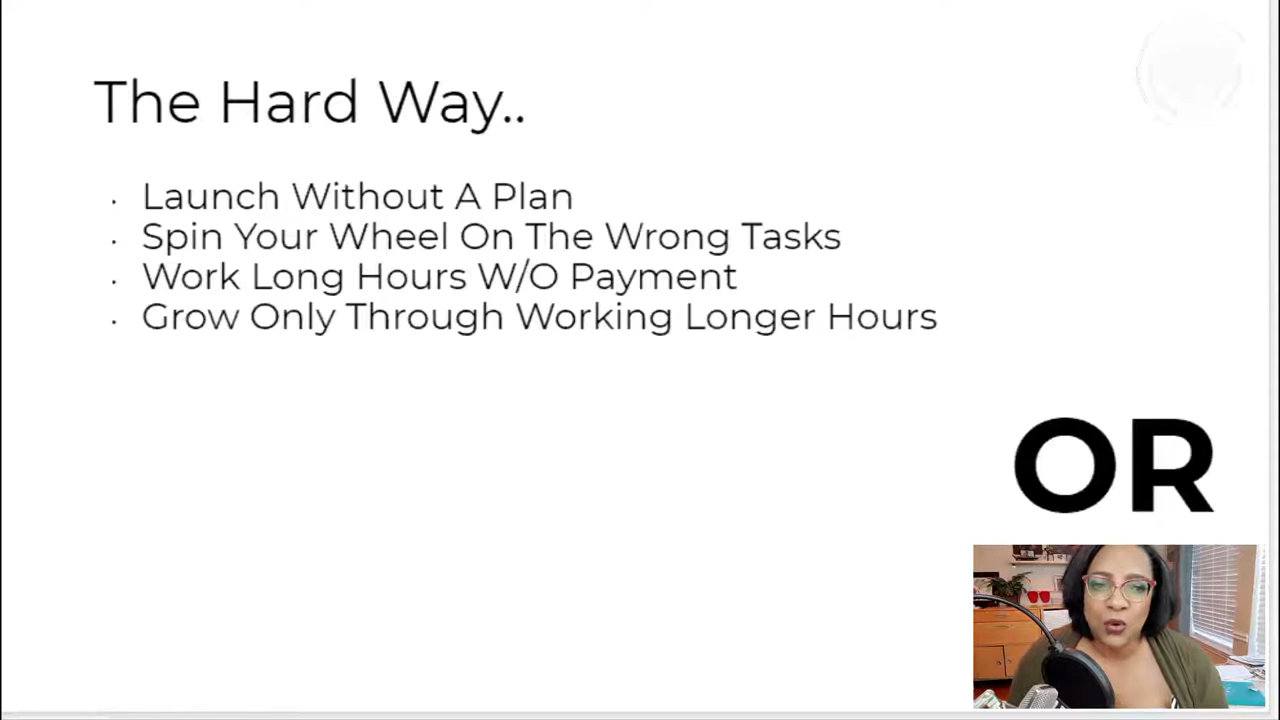 The Hard Way..
· Launch Without A Plan
· Spin Your Wheel On The Wrong Tasks
· Work Long Hours W/O Payment
· Grow Only Through Working Longer Hours
OR